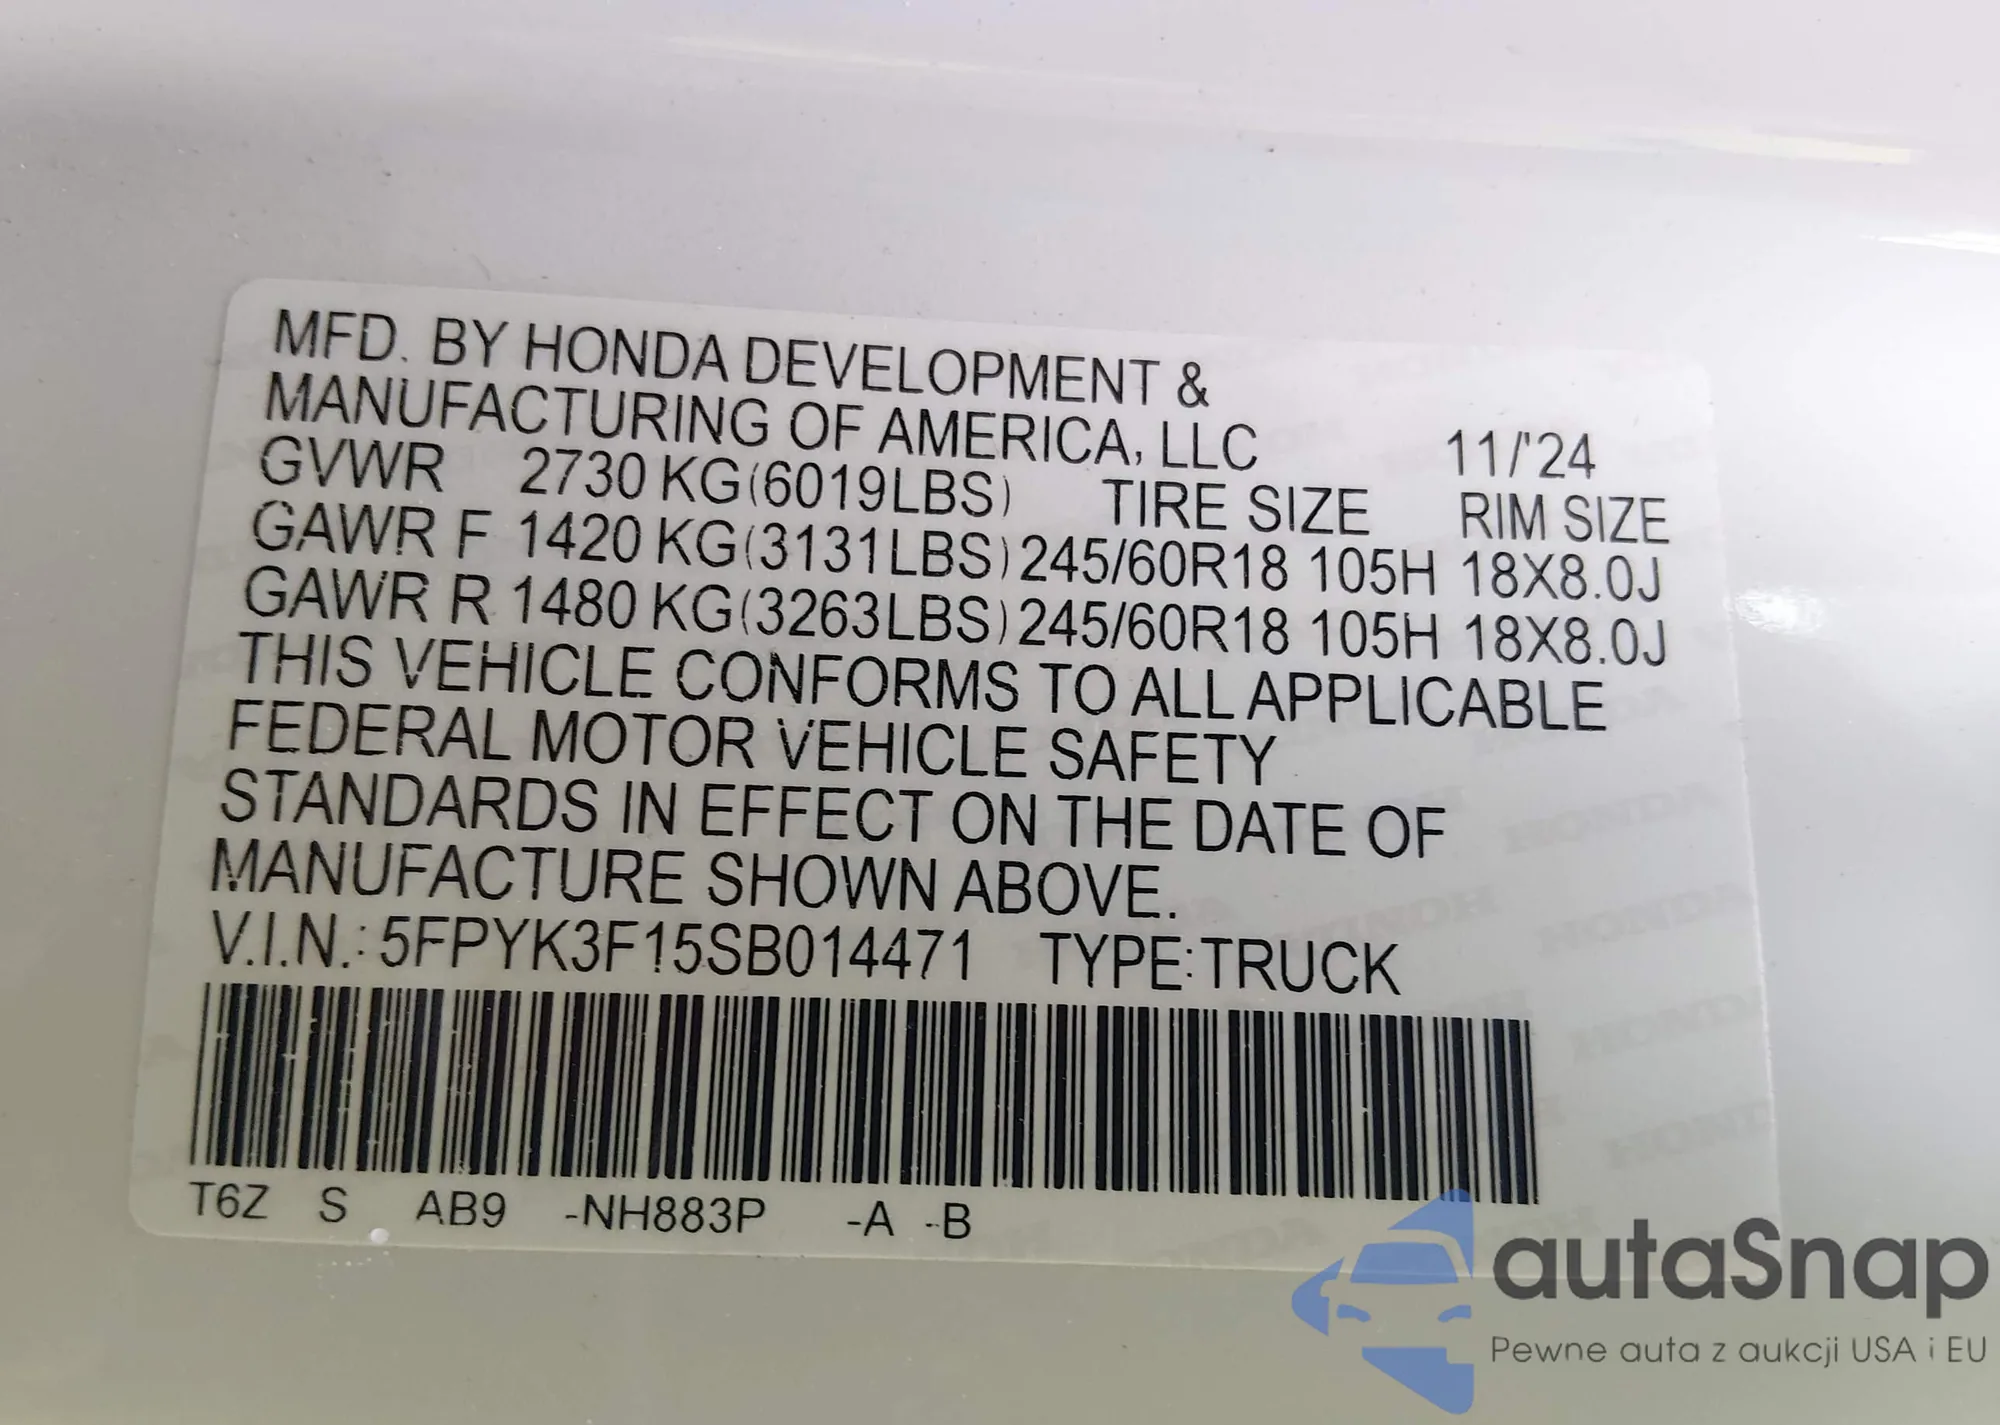 MFD. BY HONDA DEVELOPMENT &
MANUFACTURING OF AMERICA, LLC 11/'24
GVWR 2730 KG(6019LBS) TIRE SIZE RIM SIZE
GAWR F 1420 KG(3131LBS) 245/60R18 105H 18X8.0J
GAWR R 1480 KG(3263LBS) 245/60R18 105H 18X8.0J
THIS VEHICLE CONFORMS TO ALL APPLICABLE
FEDERAL MOTOR VEHICLE SAFETY
STANDARDS IN EFFECT ON THE DATE OF
MANUFACTURE SHOWN ABOVE.
V.I.N.: 5FPYK3F15SB014471 TYPE:TRUCK
T6Z S AB9 -NH883P -A -B
autaSnap
Pewne auta z aukcji USA i EU